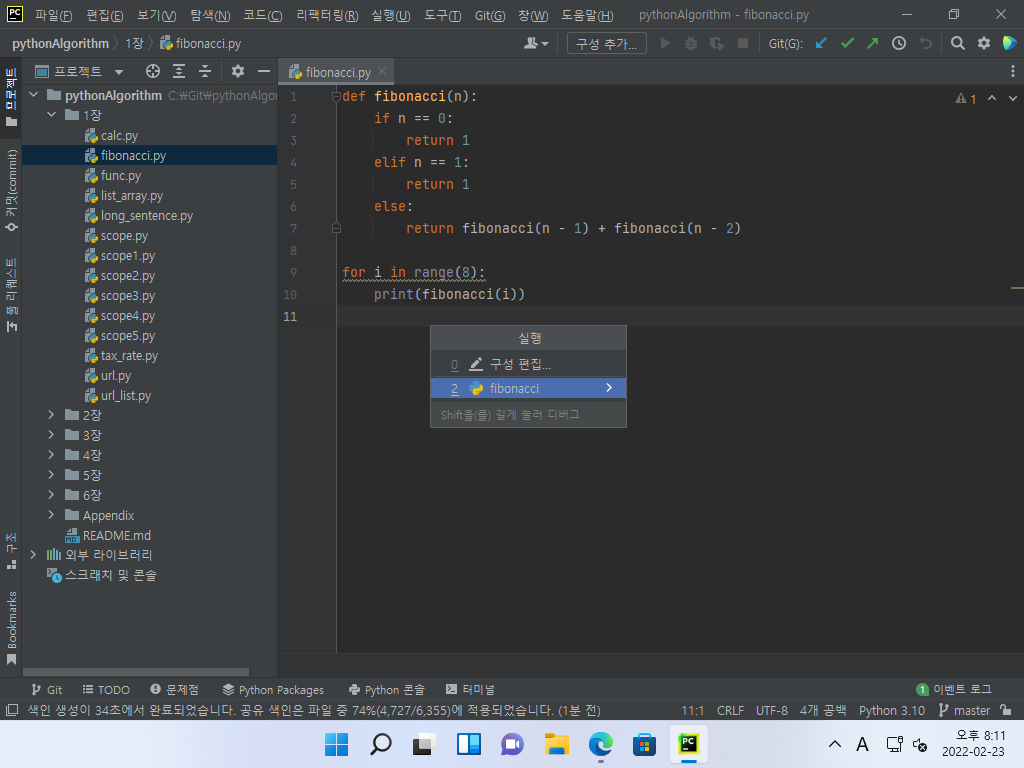 PC 파일(F) 편집(E) 보기(V) 탐색(N) 코드(C) 리팩터링(R) 실행(U) 도구(T) Git(G) 창(W) 도움말(H) pythonAlgorithm - fibonacci.py
pythonAlgorithm 1장 fibonacci.py 구성 추가... Git(G):
프로젝트 fibonacci.py
프로젝트
커밋(commit)
풀 리퀘스트
구조
Bookmarks
pythonAlgorithm C:￦Git￦pythonAlgor
1장
calc.py
fibonacci.py
func.py
list_array.py
long_sentence.py
scope.py
scope1.py
scope2.py
scope3.py
scope4.py
scope5.py
tax_rate.py
url.py
url_list.py
2장
3장
4장
5장
6장
Appendix
MD README.md
외부 라이브러리
스크래치 및 콘솔
1 def fibonacci(n): 1
2 if n == 0:
3 return 1
4 elif n == 1:
5 return 1
6 else:
7 return fibonacci(n - 1) + fibonacci(n - 2)
8
9 for i in range(8):
10 print(fibonacci(i))
11
실행
0 구성 편집...
2 fibonacci
Shift을(를) 길게 눌러 디버그
Git TODO 문제점 Python Packages Python 콘솔 터미널 1 이벤트 로그
색인 생성이 34초에서 완료되었습니다. 공유 색인은 파일 중 74%(4,727/6,355)에 적용되었습니다. (1분 전) 11:1 CRLF UTF-8 4개 공백 Python 3.10 master
PC A 오후 8:11
2022-02-23